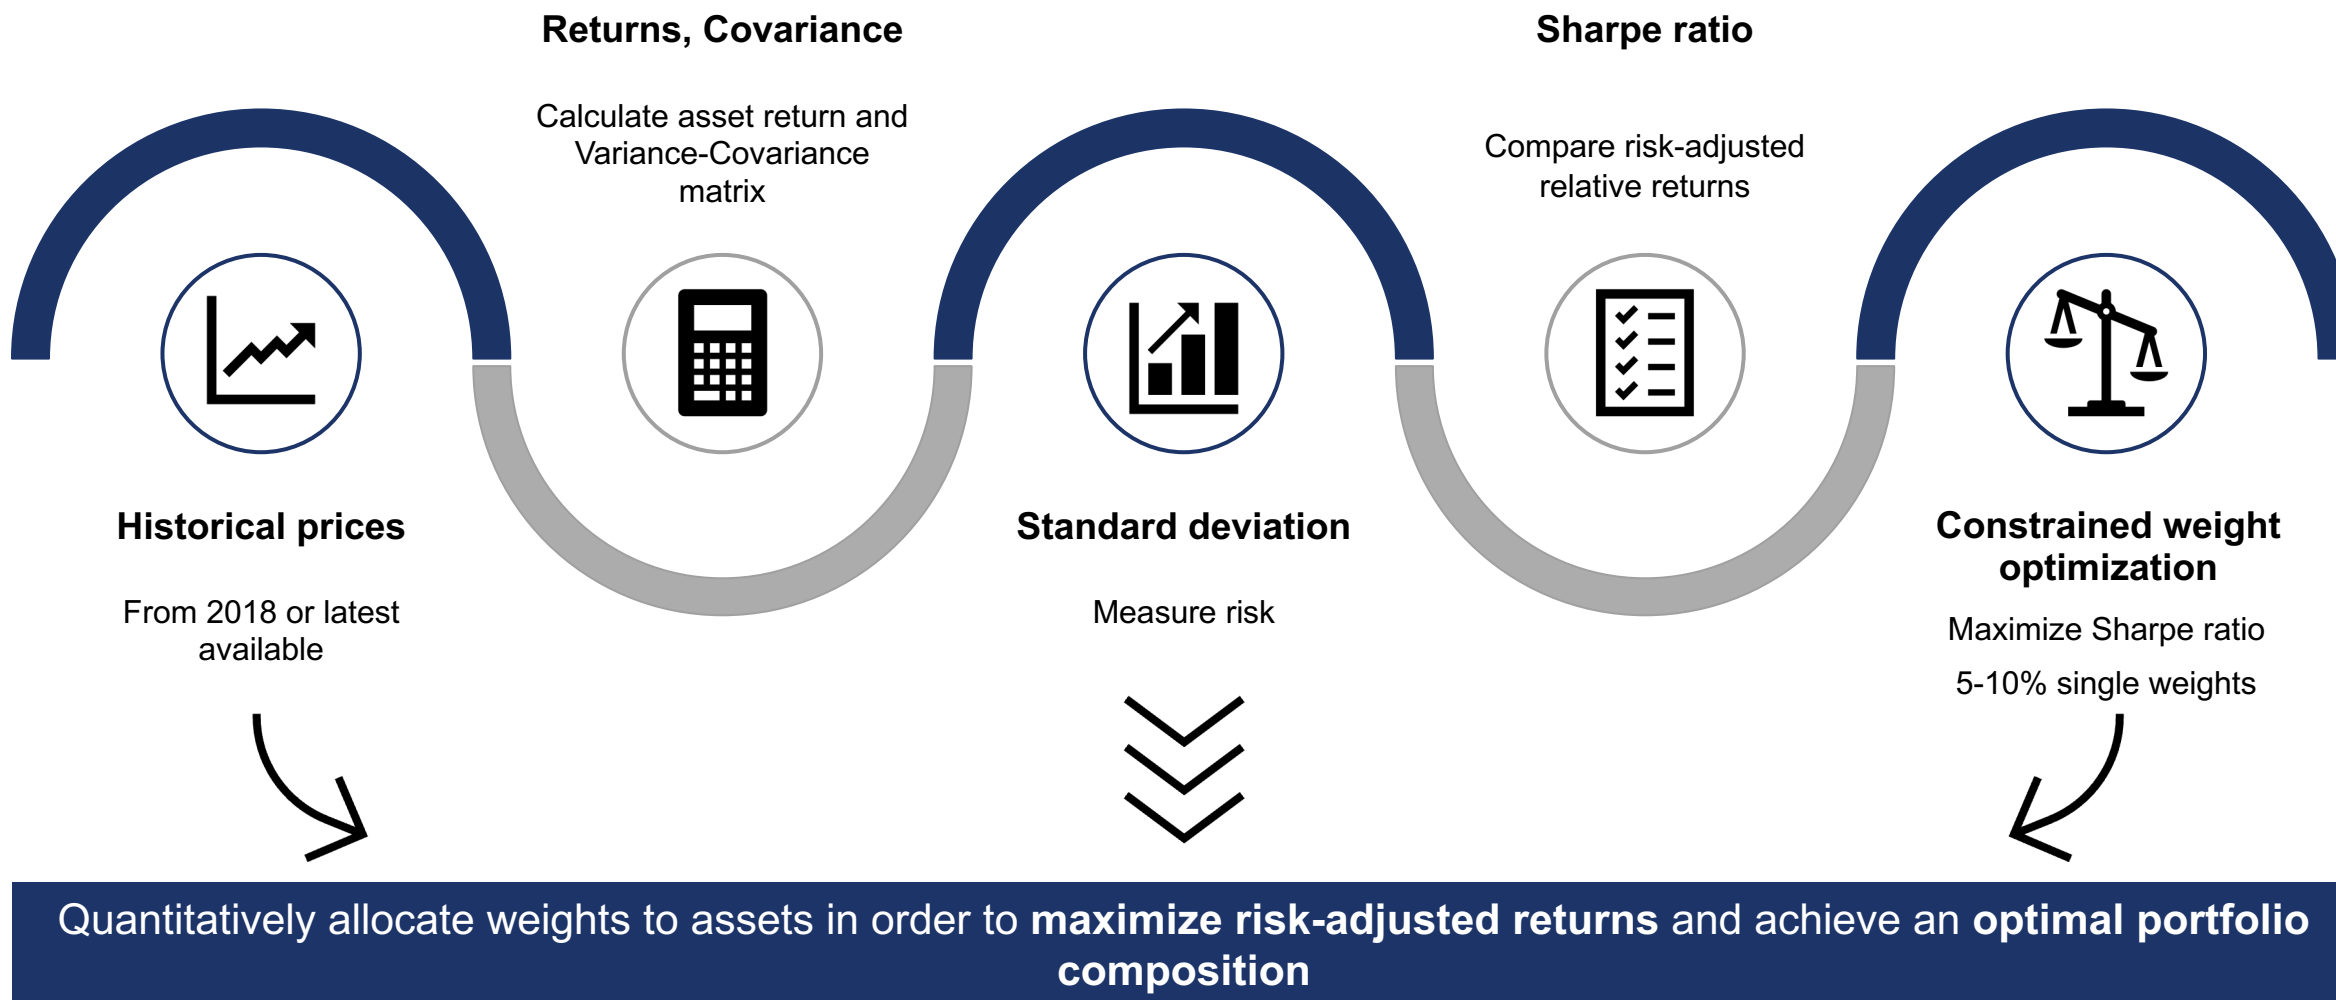 Historical prices
From 2018 or latest
available
Returns, Covariance
Calculate asset return and
Variance-Covariance
matrix
Standard deviation
Measure risk
Sharpe ratio
Compare risk-adjusted
relative returns
Constrained weight
optimization
Maximize Sharpe ratio
5-10% single weights
Quantitatively allocate weights to assets in order to maximize risk-adjusted returns and achieve an optimal portfolio
composition